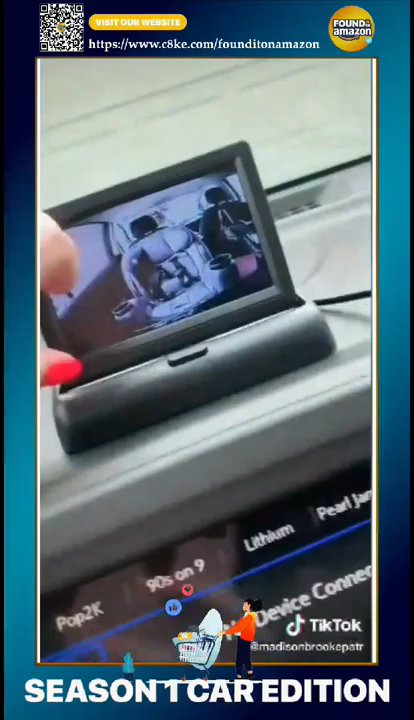 VISIT OUR WEBSITE
https://www.c8ke.com/founditonamazon
FOUND IT ON
amazon
Pop2K
90s on 9
Lithium
Pearl Jam
Device Connec
TikTok
@madisonbrookepatr
SEASON 1 CAR EDITION